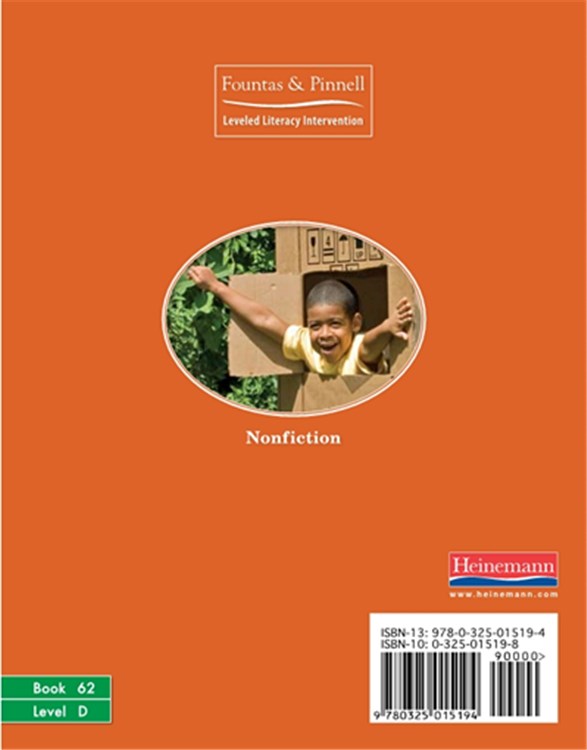 Fountas & Pinnell
Leveled Literacy Intervention
4
Nonfiction
Heinemann
www.heinemann.com
ISBN-13: 978-0-325-01519-4
ISBN-10: 0-325-01519-8
90000>
9 780325 015194
Book 62
Level D